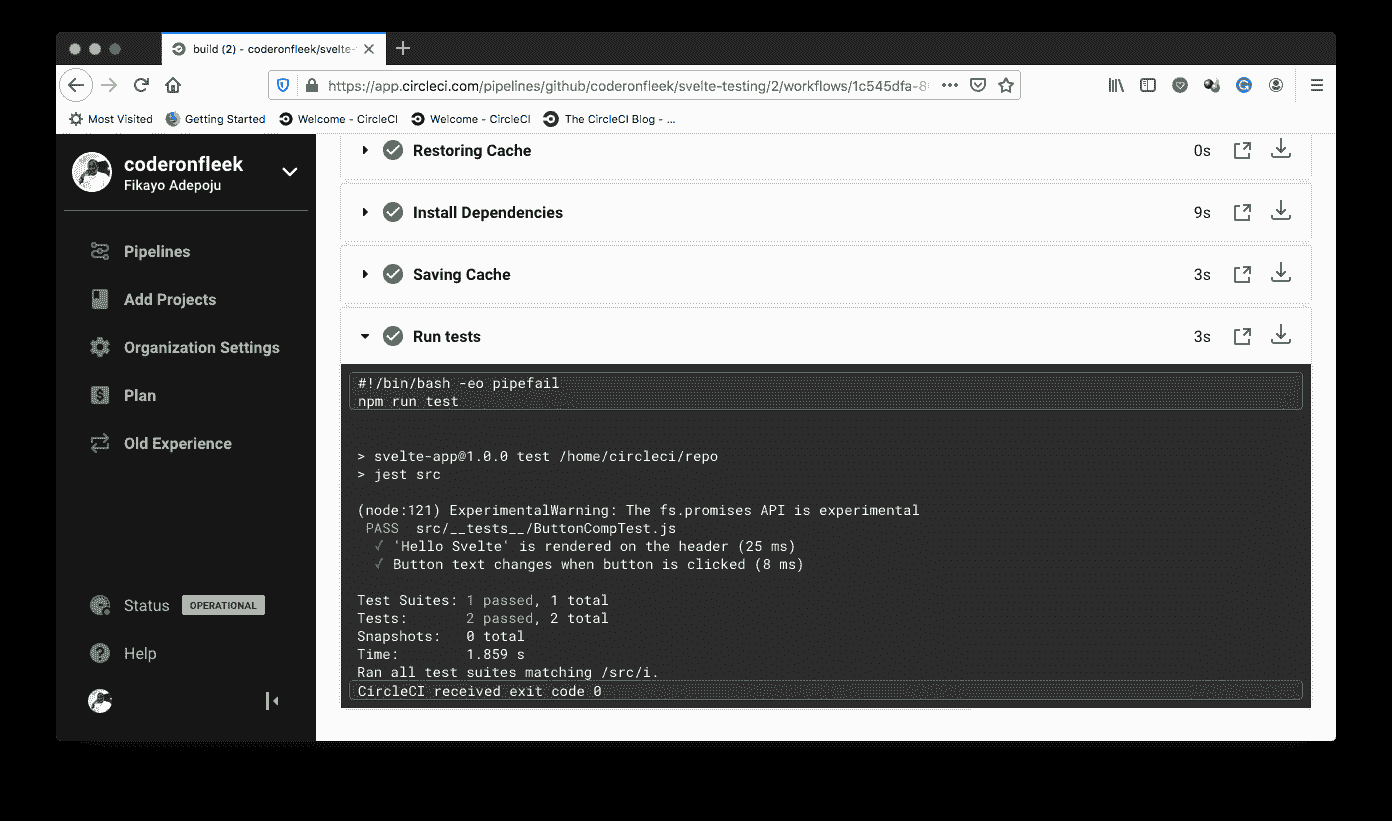 build (2) - coderonfleek/svelte-
https://app.circleci.com/pipelines/github/coderonfleek/svelte-testing/2/workflows/1c545dfa-8
Most Visited
Getting Started
Welcome - CircleCI
Welcome - CircleCI
The CircleCI Blog - ...
coderonfleek
Fikayo Adepoju
Pipelines
Add Projects
Organization Settings
Plan
Old Experience
Status OPERATIONAL
Help
Restoring Cache 0s
Install Dependencies 9s
Saving Cache 3s
Run tests 3s
#!/bin/bash -eo pipefail
npm run test
> svelte-app@1.0.0 test /home/circleci/repo
> jest src
(node:121) ExperimentalWarning: The fs.promises API is experimental
PASS src/__tests__/ButtonCompTest.js
✓ 'Hello Svelte' is rendered on the header (25 ms)
✓ Button text changes when button is clicked (8 ms)
Test Suites: 1 passed, 1 total
Tests: 2 passed, 2 total
Snapshots: 0 total
Time: 1.859 s
Ran all test suites matching /src/i.
CircleCI received exit code 0